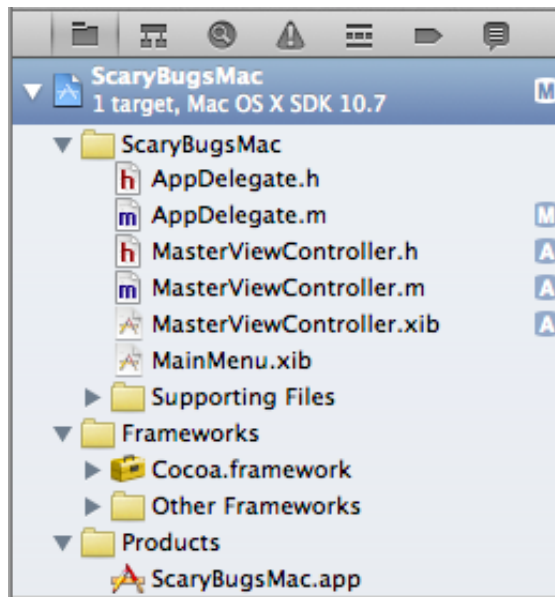 ScaryBugsMac
1 target, Mac OS X SDK 10.7
M
ScaryBugsMac
h AppDelegate.h
m AppDelegate.m M
h MasterViewController.h A
m MasterViewController.m A
MasterViewController.xib A
MainMenu.xib
Supporting Files
Frameworks
Cocoa.framework
Other Frameworks
Products
ScaryBugsMac.app